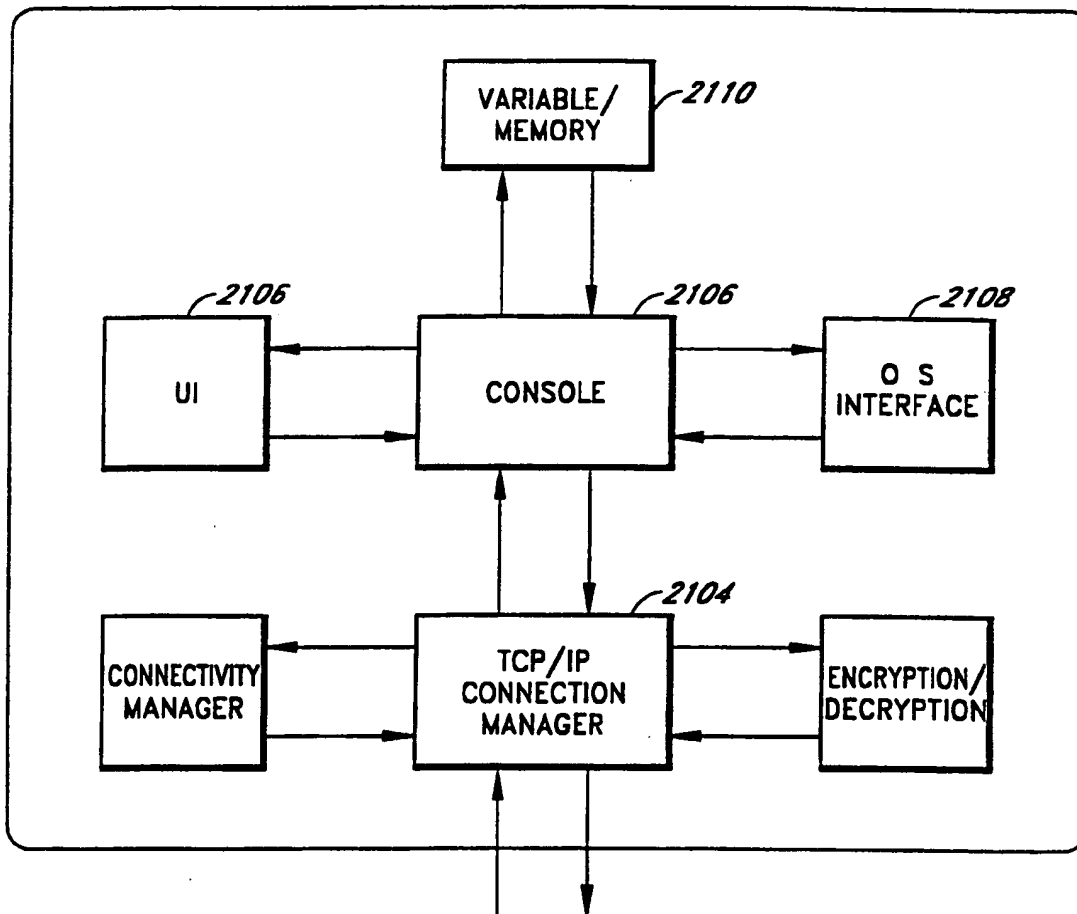 VARIABLE/
MEMORY
2110
2106
UI
2106
CONSOLE
2108
O S
INTERFACE
CONNECTIVITY
MANAGER
2104
TCP/IP
CONNECTION
MANAGER
ENCRYPTION/
DECRYPTION